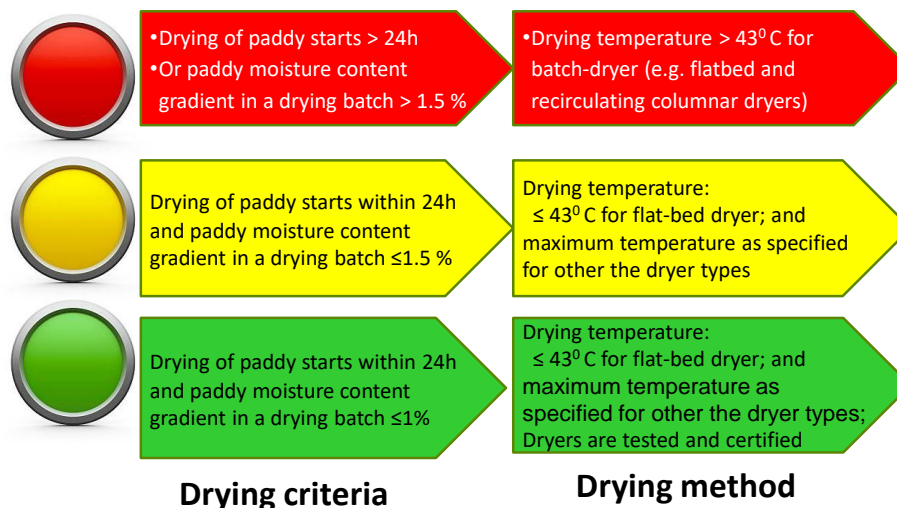 •Drying of paddy starts > 24h
•Or paddy moisture content
gradient in a drying batch > 1.5 %
•Drying temperature > 43⁰ C for
batch-dryer (e.g. flatbed and
recirculating columnar dryers)
Drying of paddy starts within 24h
and paddy moisture content
gradient in a drying batch ≤1.5 %
Drying temperature:
≤ 43⁰ C for flat-bed dryer; and
maximum temperature as specified
for other the dryer types
Drying of paddy starts within 24h
and paddy moisture content
gradient in a drying batch ≤1%
Drying temperature:
≤ 43⁰ C for flat-bed dryer; and
maximum temperature as
specified for other the dryer types;
Dryers are tested and certified
Drying criteria
Drying method